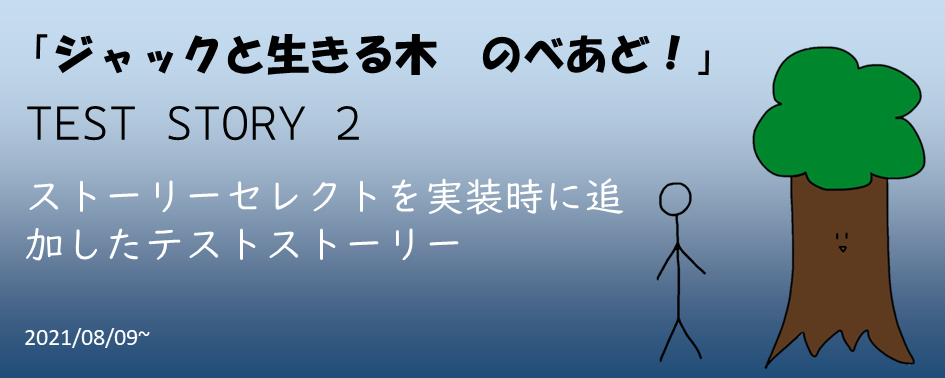 「ジャックと生きる木　のべあど！」
TEST STORY 2
ストーリーセレクトを実装時に追
加したテストストーリー
2021/08/09~